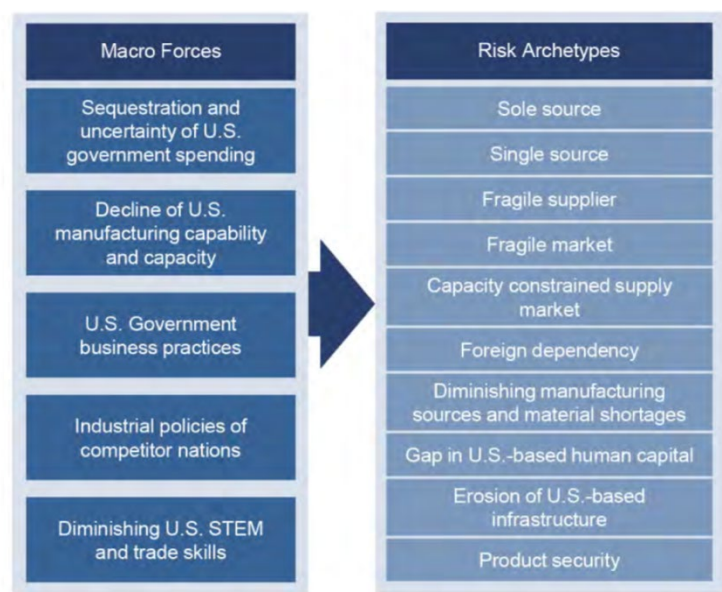 Macro Forces
Sequestration and
uncertainty of U.S.
government spending
Decline of U.S.
manufacturing capability
and capacity
U.S. Government
business practices
Industrial policies of
competitor nations
Diminishing U.S. STEM
and trade skills
Risk Archetypes
Sole source
Single source
Fragile supplier
Fragile market
Capacity constrained supply
market
Foreign dependency
Diminishing manufacturing
sources and material shortages
Gap in U.S.-based human capital
Erosion of U.S.-based
infrastructure
Product security